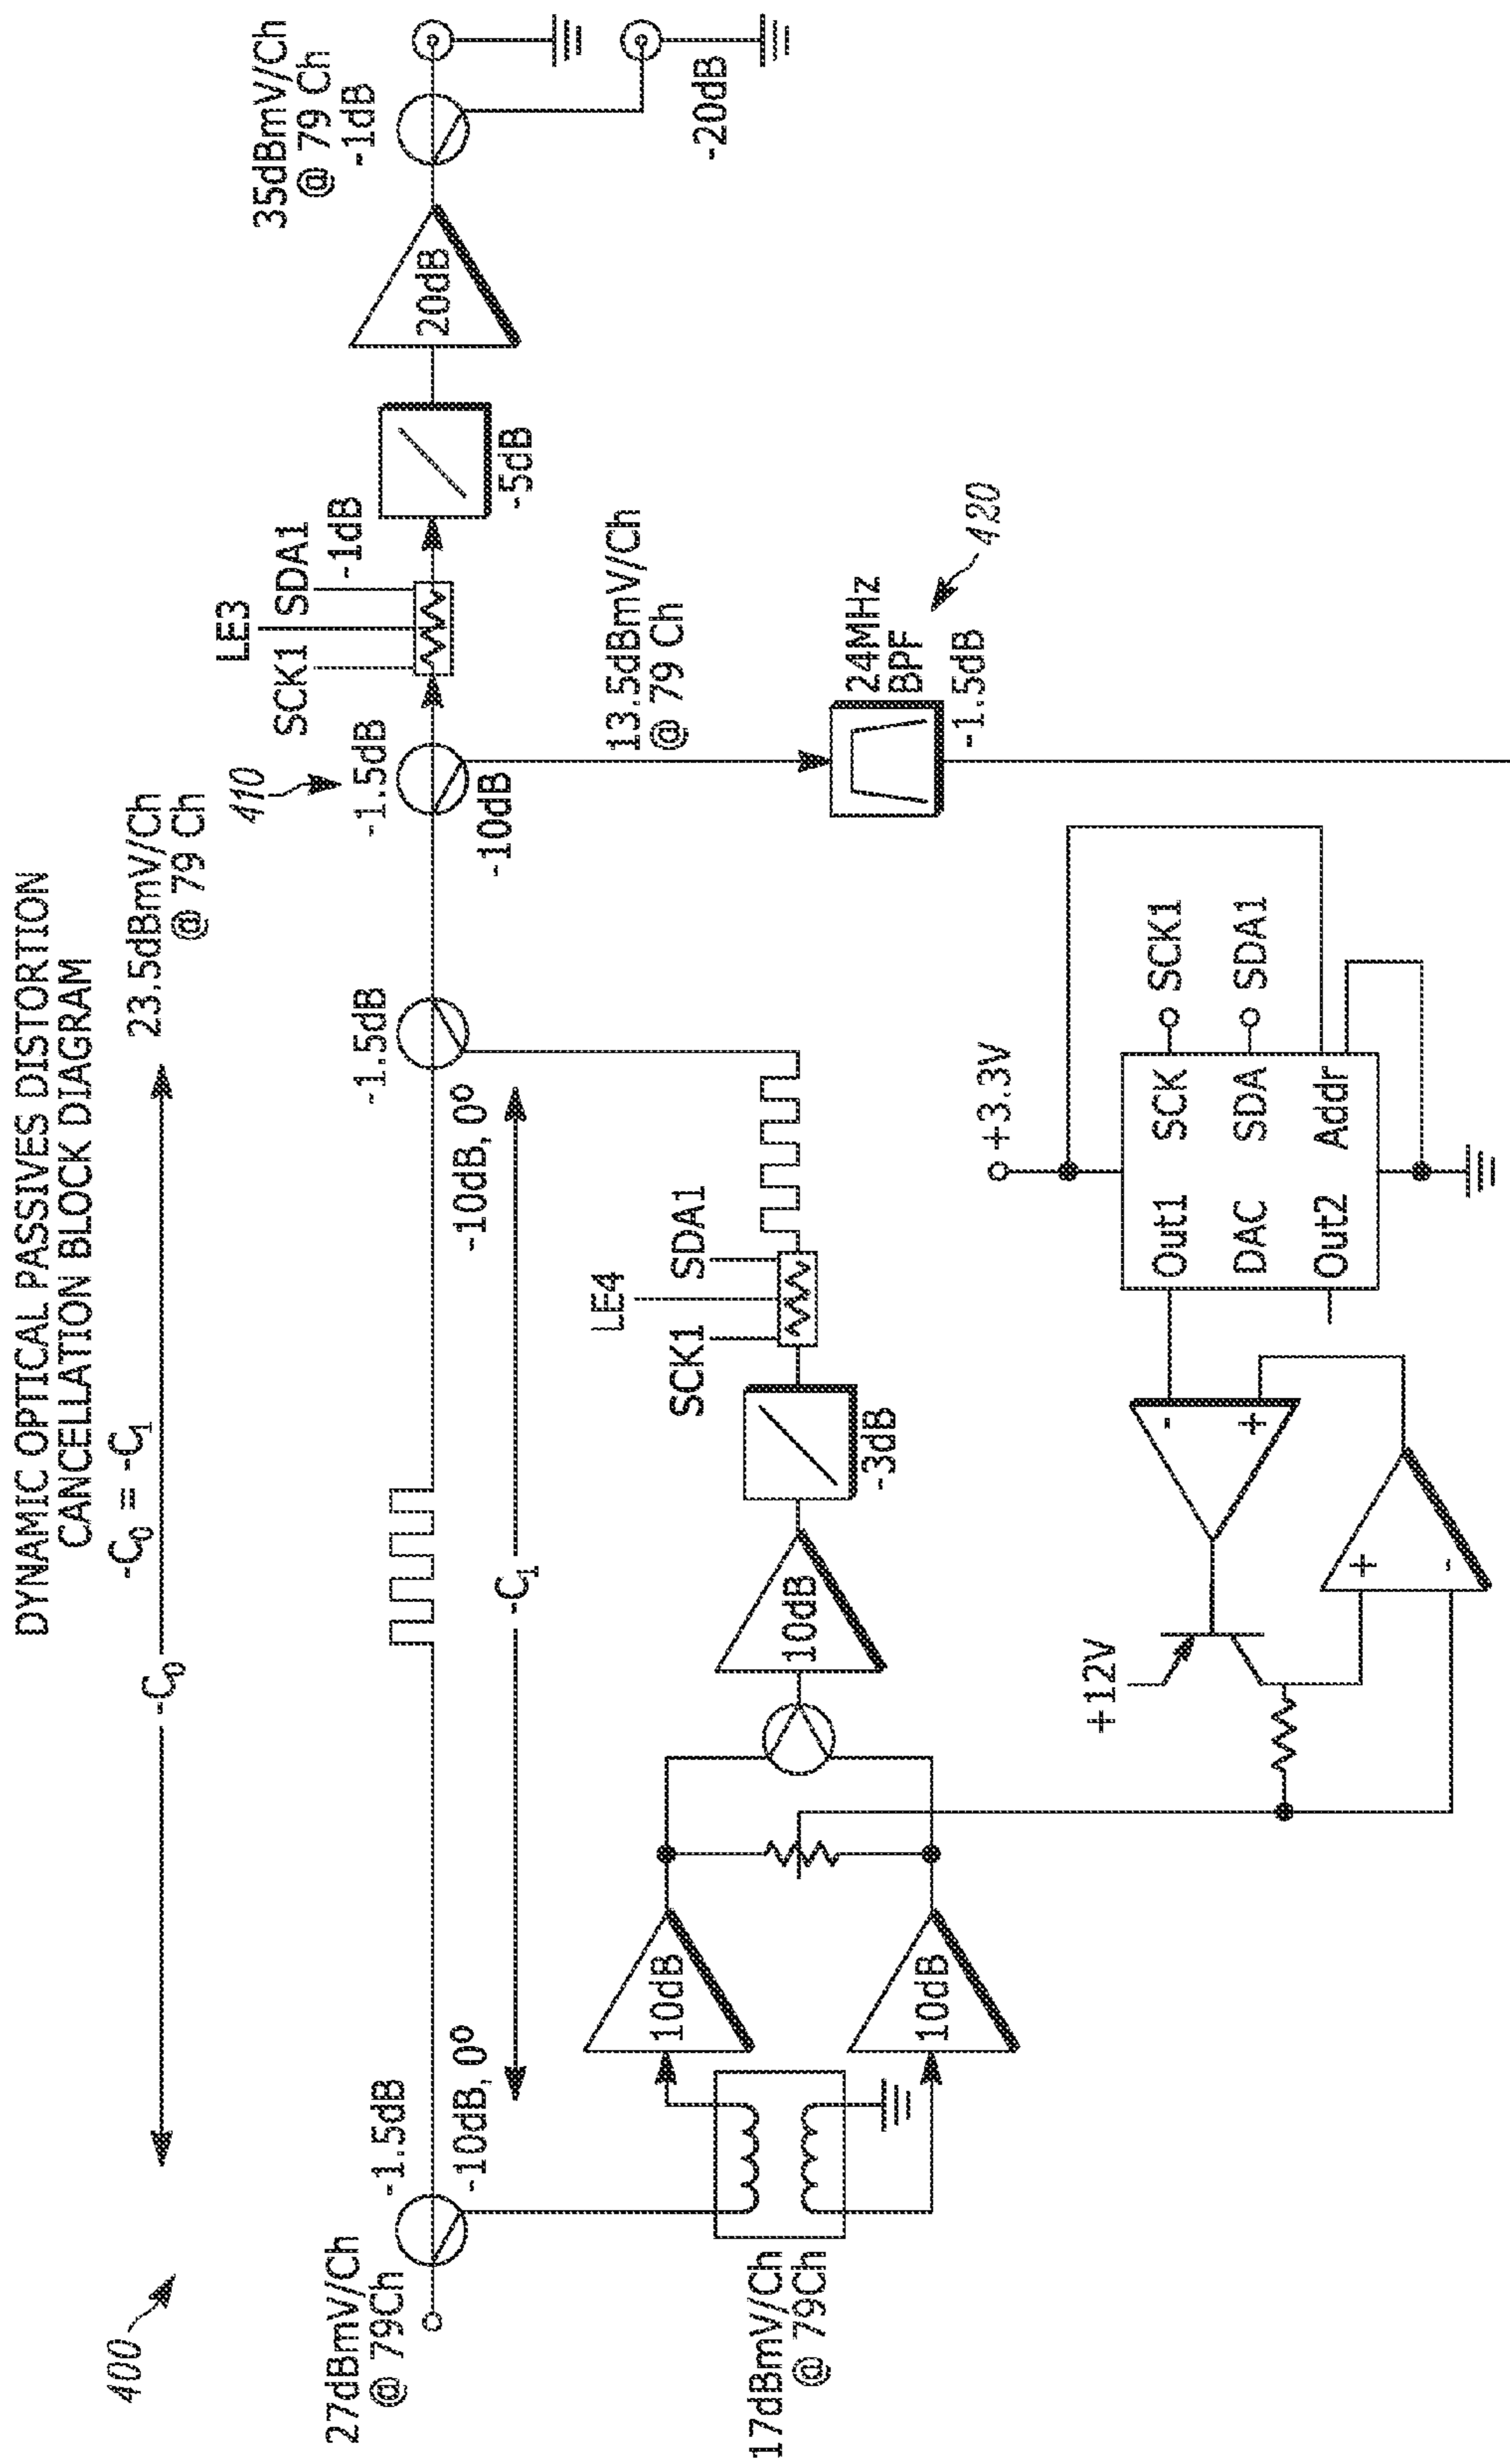 DYNAMIC OPTICAL PASSIVES DISTORTION
CANCELLATION BLOCK DIAGRAM
400
-C0 = -C1
-C0
23.5dBmV/Ch
@ 79 Ch
27dBmV/Ch
@ 79Ch
-1.5dB
-10dB, 0°
-C1
-1.5dB
-10dB, 0°
410
-1.5dB
-10dB
LE3
SCK1
SDA1
-1dB
-5dB
20dB
35dBmV/Ch
@ 79 Ch
-1dB
-20dB
13.5dBmV/Ch
@ 79 Ch
24MHz
BPF
-1.5dB
420
17dBmV/Ch
@ 79Ch
10dB
10dB
10dB
-3dB
LE4
SCK1
SDA1
+12V
-
+
+
-
+3.3V
Out1
SCK
SCK1
DAC
SDA
SDA1
Out2
Addr